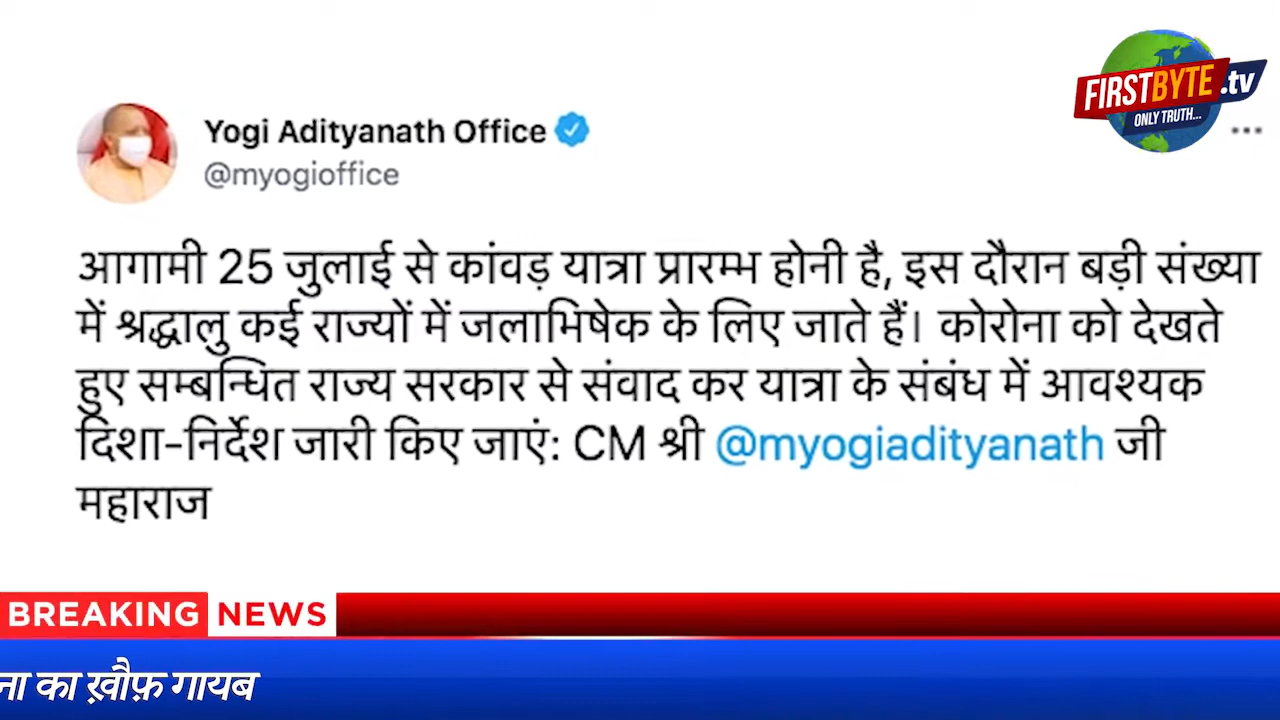 FIRSTBYTE.tv
ONLY TRUTH...
Yogi Adityanath Office
@myogioffice
आगामी 25 जुलाई से कांवड़ यात्रा प्रारम्भ होनी है, इस दौरान बड़ी संख्या
में श्रद्धालु कई राज्यों में जलाभिषेक के लिए जाते हैं। कोरोना को देखते
हुए सम्बन्धित राज्य सरकार से संवाद कर यात्रा के संबंध में आवश्यक
दिशा-निर्देश जारी किए जाएं: CM श्री @myogiadityanath जी
महाराज
BREAKING NEWS
का ख़ौफ़ गायब